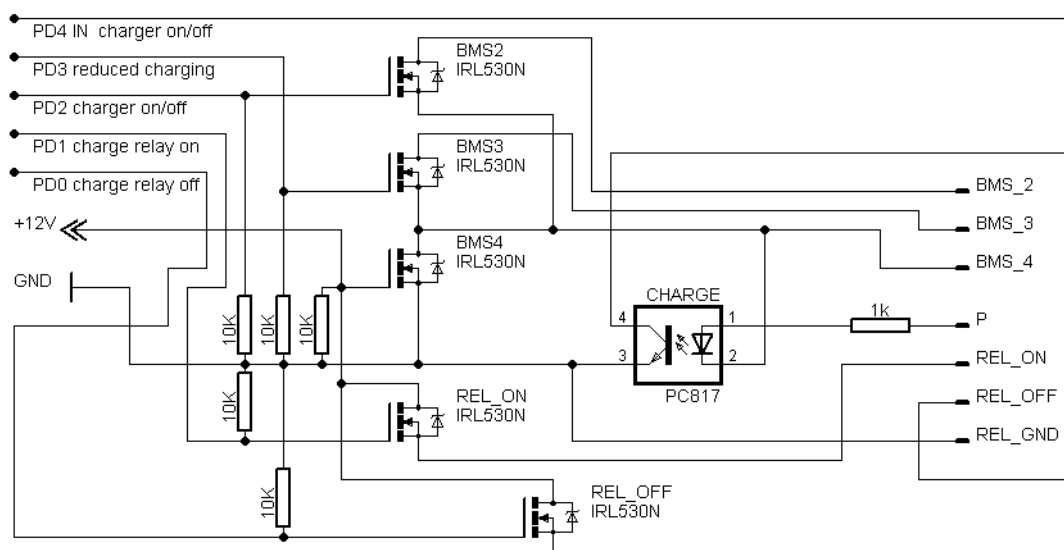 PD4 IN charger on/off
PD3 reduced charging
PD2 charger on/off
PD1 charge relay on
PD0 charge relay off
+12V
GND
BMS2
IRL530N
BMS3
IRL530N
BMS4
IRL530N
10K
10K
10K
10K
10K
REL_ON
IRL530N
REL_OFF
IRL530N
CHARGE
4
1
3
2
PC817
1k
BMS_2
BMS_3
BMS_4
P
REL_ON
REL_OFF
REL_GND